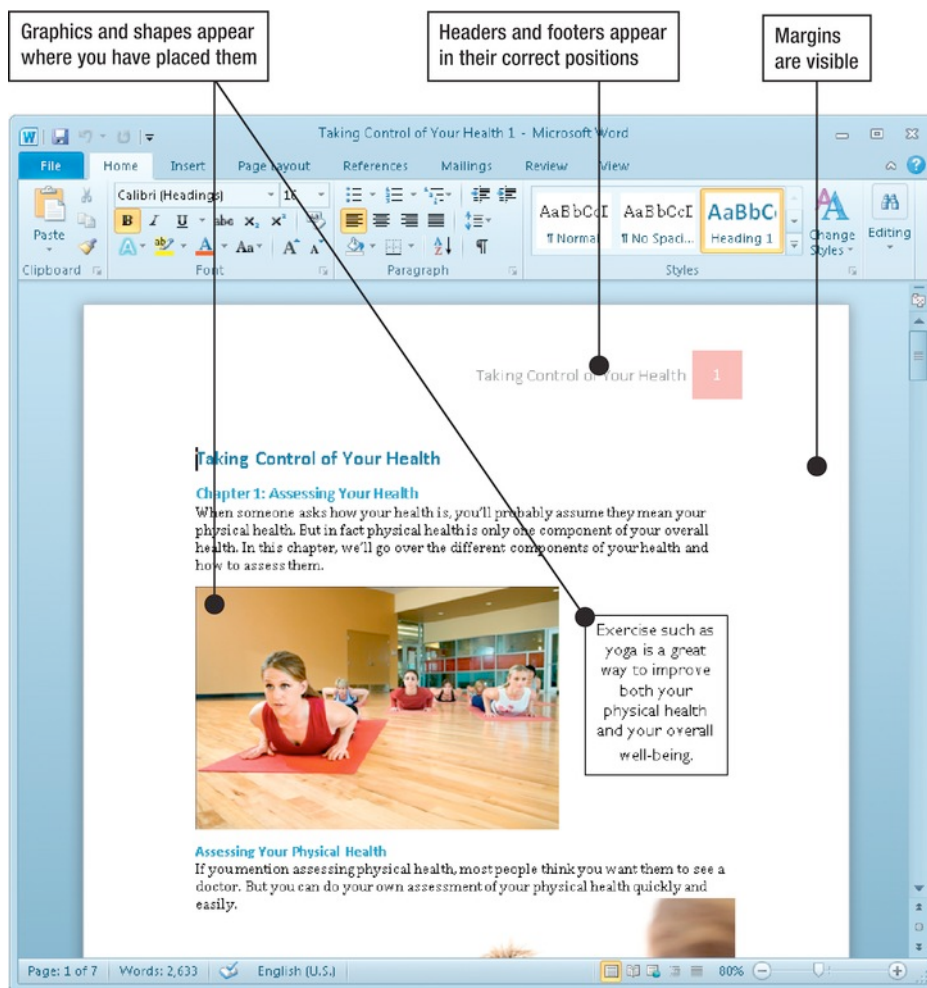 Graphics and shapes appear
where you have placed them
Headers and footers appear
in their correct positions
Margins
are visible
Taking Control of Your Health 1 - Microsoft Word
File Home Insert Page Layout References Mailings Review View
Calibri (Headings) 16
Paste
B I U abc X₂ X²
ab Aa A A
AaBbCcI AaBbCcI AaBbC
¶ Normal ¶ No Spaci... Heading 1
Change
Styles
Editing
Clipboard Font Paragraph Styles
Taking Control of Your Health 1
Taking Control of Your Health
Chapter 1: Assessing Your Health
When someone asks how your health is, you'll probably assume they mean your
physical health. But in fact physical health is only one component of your overall
health. In this chapter, we'll go over the different components of your health and
how to assess them.
Exercise such as
yoga is a great
way to improve
both your
physical health
and your overall
well-being.
Assessing Your Physical Health
If you mention assessing physical health, most people think you want them to see a
doctor. But you can do your own assessment of your physical health quickly and
easily.
Page: 1 of 7 Words: 2,633 English (U.S.) 80%